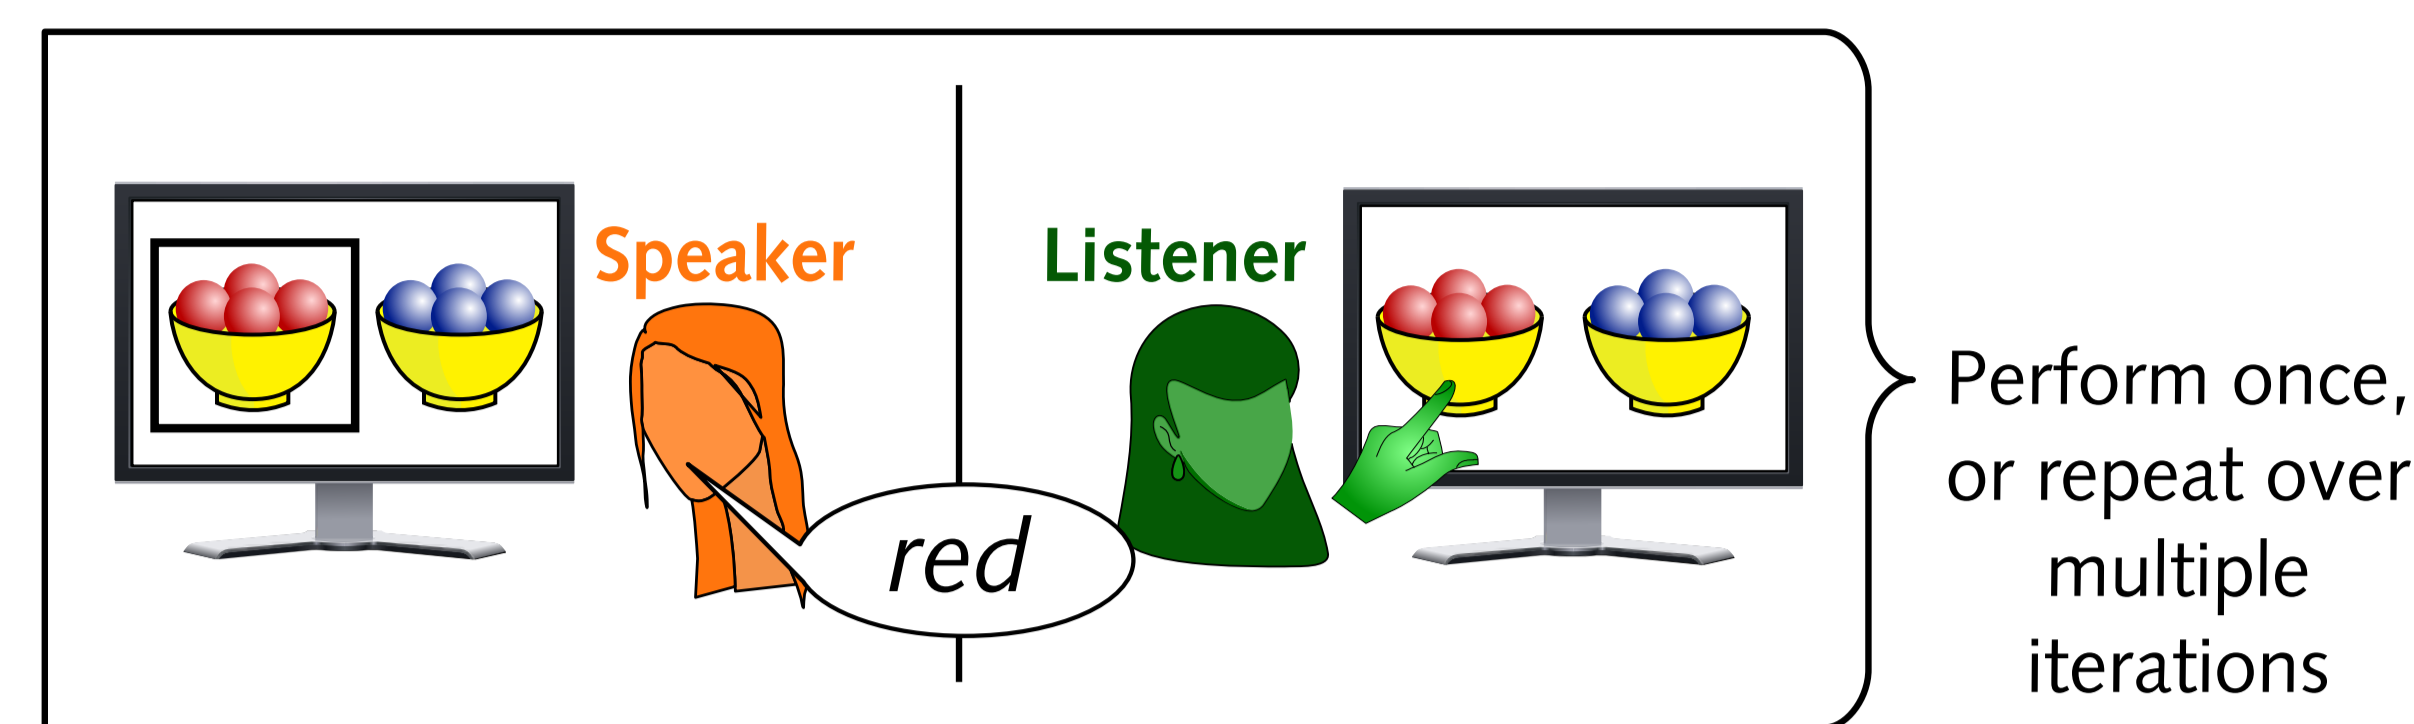 Speaker
Listener
red
Perform once,
or repeat over
multiple
iterations